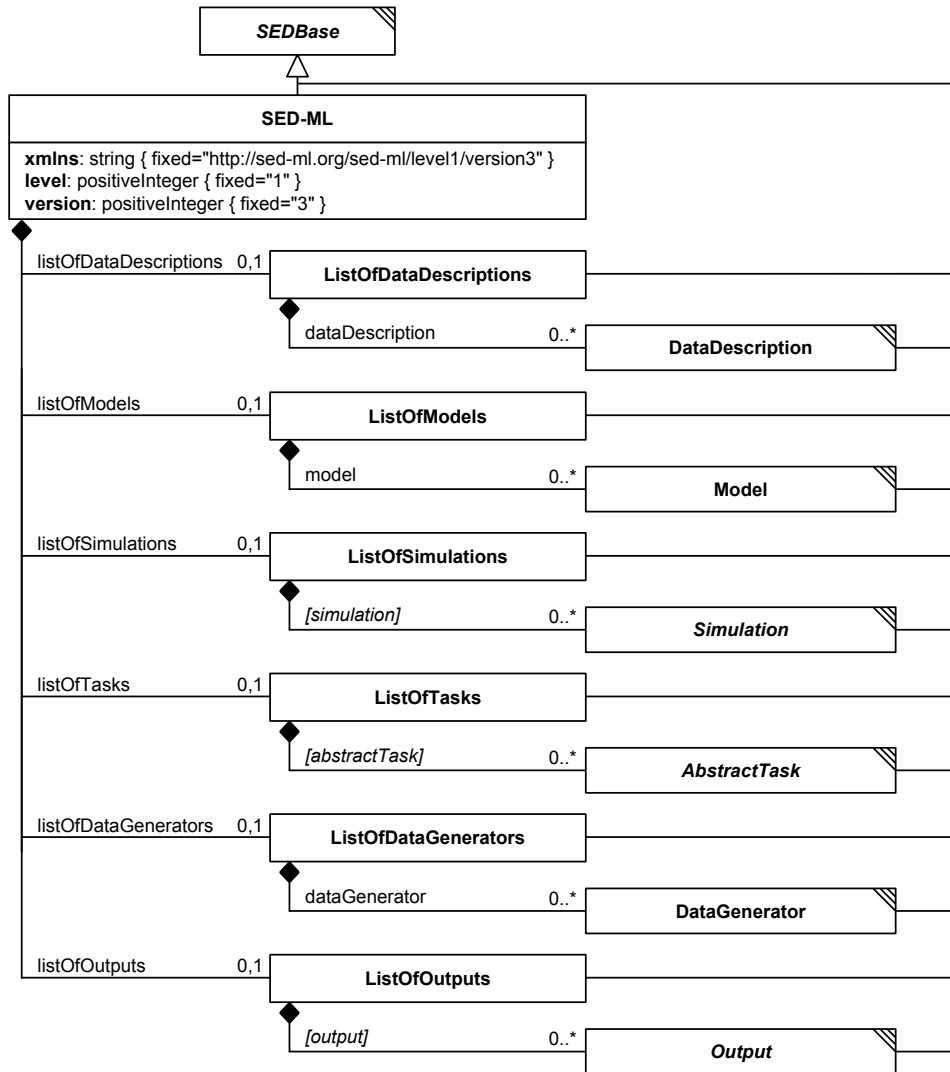 SEDBase
SED-ML
xmlns: string { fixed="http://sed-ml.org/sed-ml/level1/version3" }
level: positiveInteger { fixed="1" }
version: positiveInteger { fixed="3" }
listOfDataDescriptions 0,1
ListOfDataDescriptions
dataDescription 0..*
DataDescription
listOfModels 0,1
ListOfModels
model 0..*
Model
listOfSimulations 0,1
ListOfSimulations
[simulation] 0..*
Simulation
listOfTasks 0,1
ListOfTasks
[abstractTask] 0..*
AbstractTask
listOfDataGenerators 0,1
ListOfDataGenerators
dataGenerator 0..*
DataGenerator
listOfOutputs 0,1
ListOfOutputs
[output] 0..*
Output